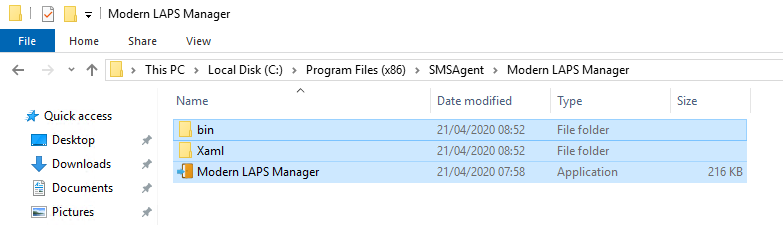 Modern LAPS Manager
File Home Share View
This PC Local Disk (C:) Program Files (x86) SMSAgent Modern LAPS Manager
Name Date modified Type Size
Quick access
bin 21/04/2020 08:52 File folder
Desktop
Xaml 21/04/2020 08:52 File folder
Downloads
Modern LAPS Manager 21/04/2020 07:58 Application 216 KB
Documents
Pictures